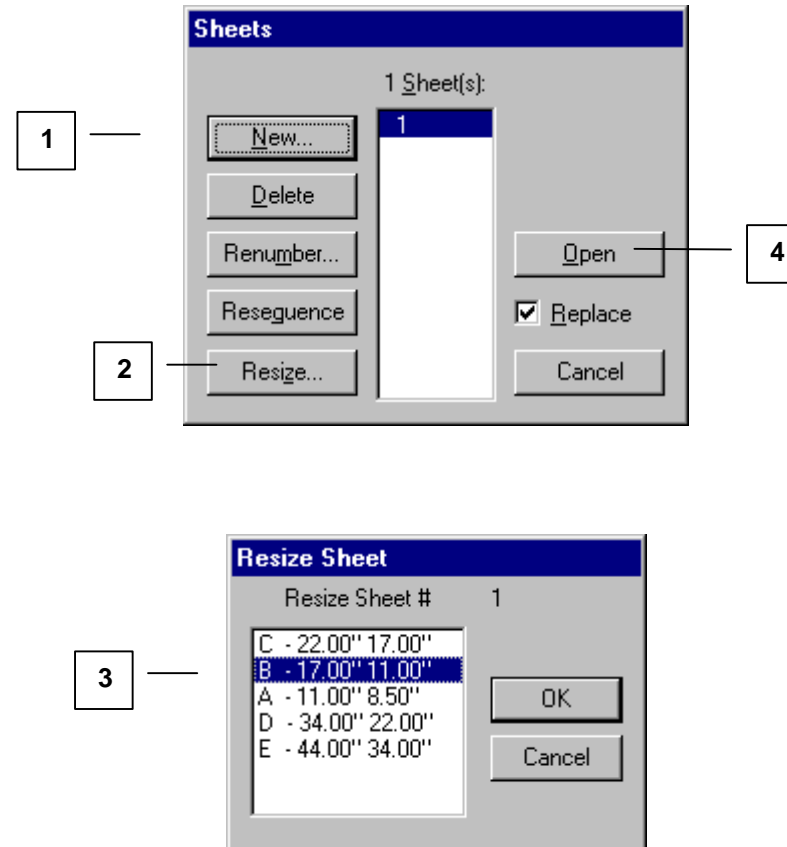 Sheets
1 Sheet(s):
1
New...
1
Delete
Renumber...
Open
4
Reseguence
Replace
2
Resize...
Cancel
Resize Sheet
Resize Sheet # 1
C - 22.00" 17.00"
B - 17.00" 11.00"
A - 11.00" 8.50"
D - 34.00" 22.00"
E - 44.00" 34.00"
3
OK
Cancel